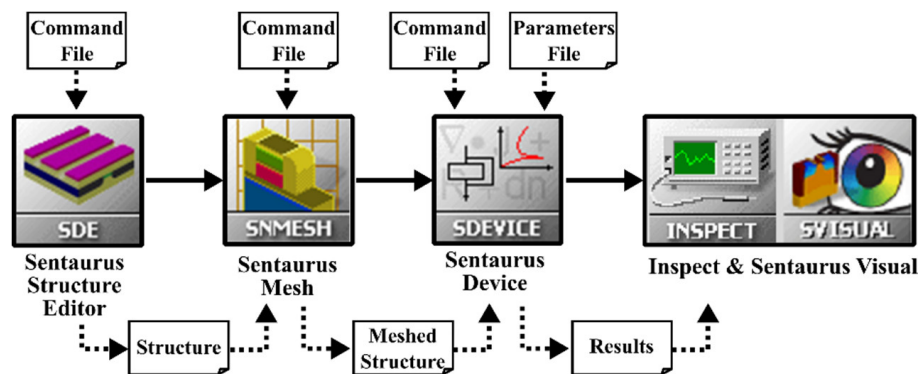 Command
File
Command
File
Command
File
Parameters
File
SDE
SNMESH
SDEVICE
INSPECT
SVISUAL
Sentaurus
Structure
Editor
Sentaurus
Mesh
Sentaurus
Device
Inspect & Sentaurus Visual
Structure
Meshed
Structure
Results